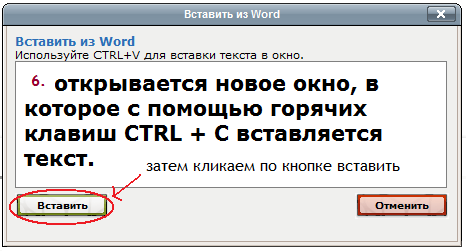 Вставить из Word
Вставить из Word
Используйте CTRL+V для вставки текста в окно.
6. открывается новое окно, в
которое с помощью горячих
клавиш CTRL + C вставляется
текст.
затем кликаем по кнопке вставить
Вставить
Отменить